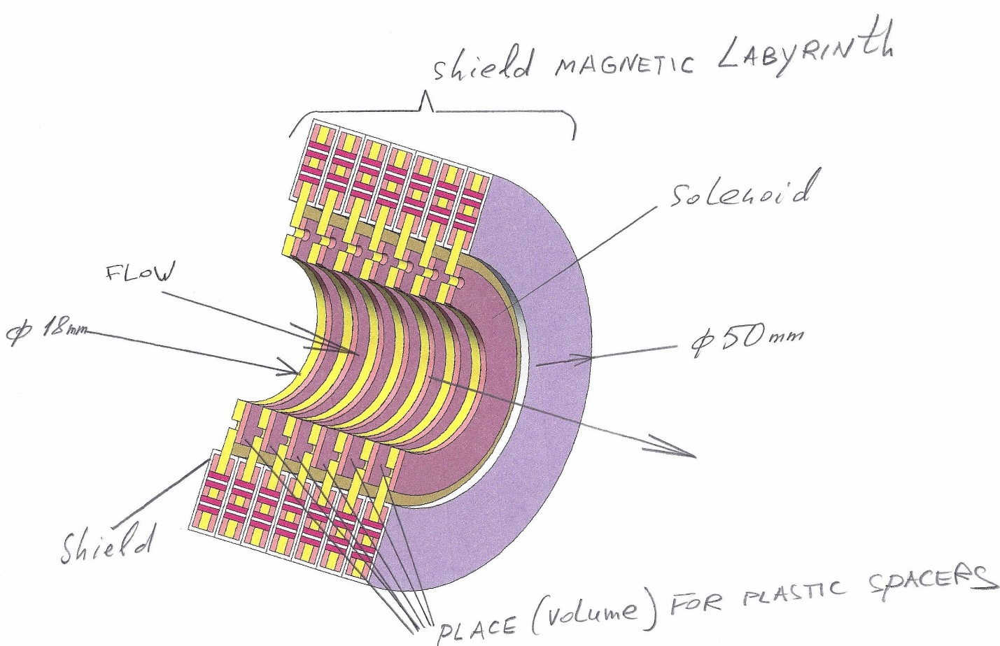 shield MAGNETIC LABYRINth
Solenoid
FLOW
ϕ 18mm
ϕ 50mm
Shield
PLACE (volume) FOR PLASTIC SPACERS